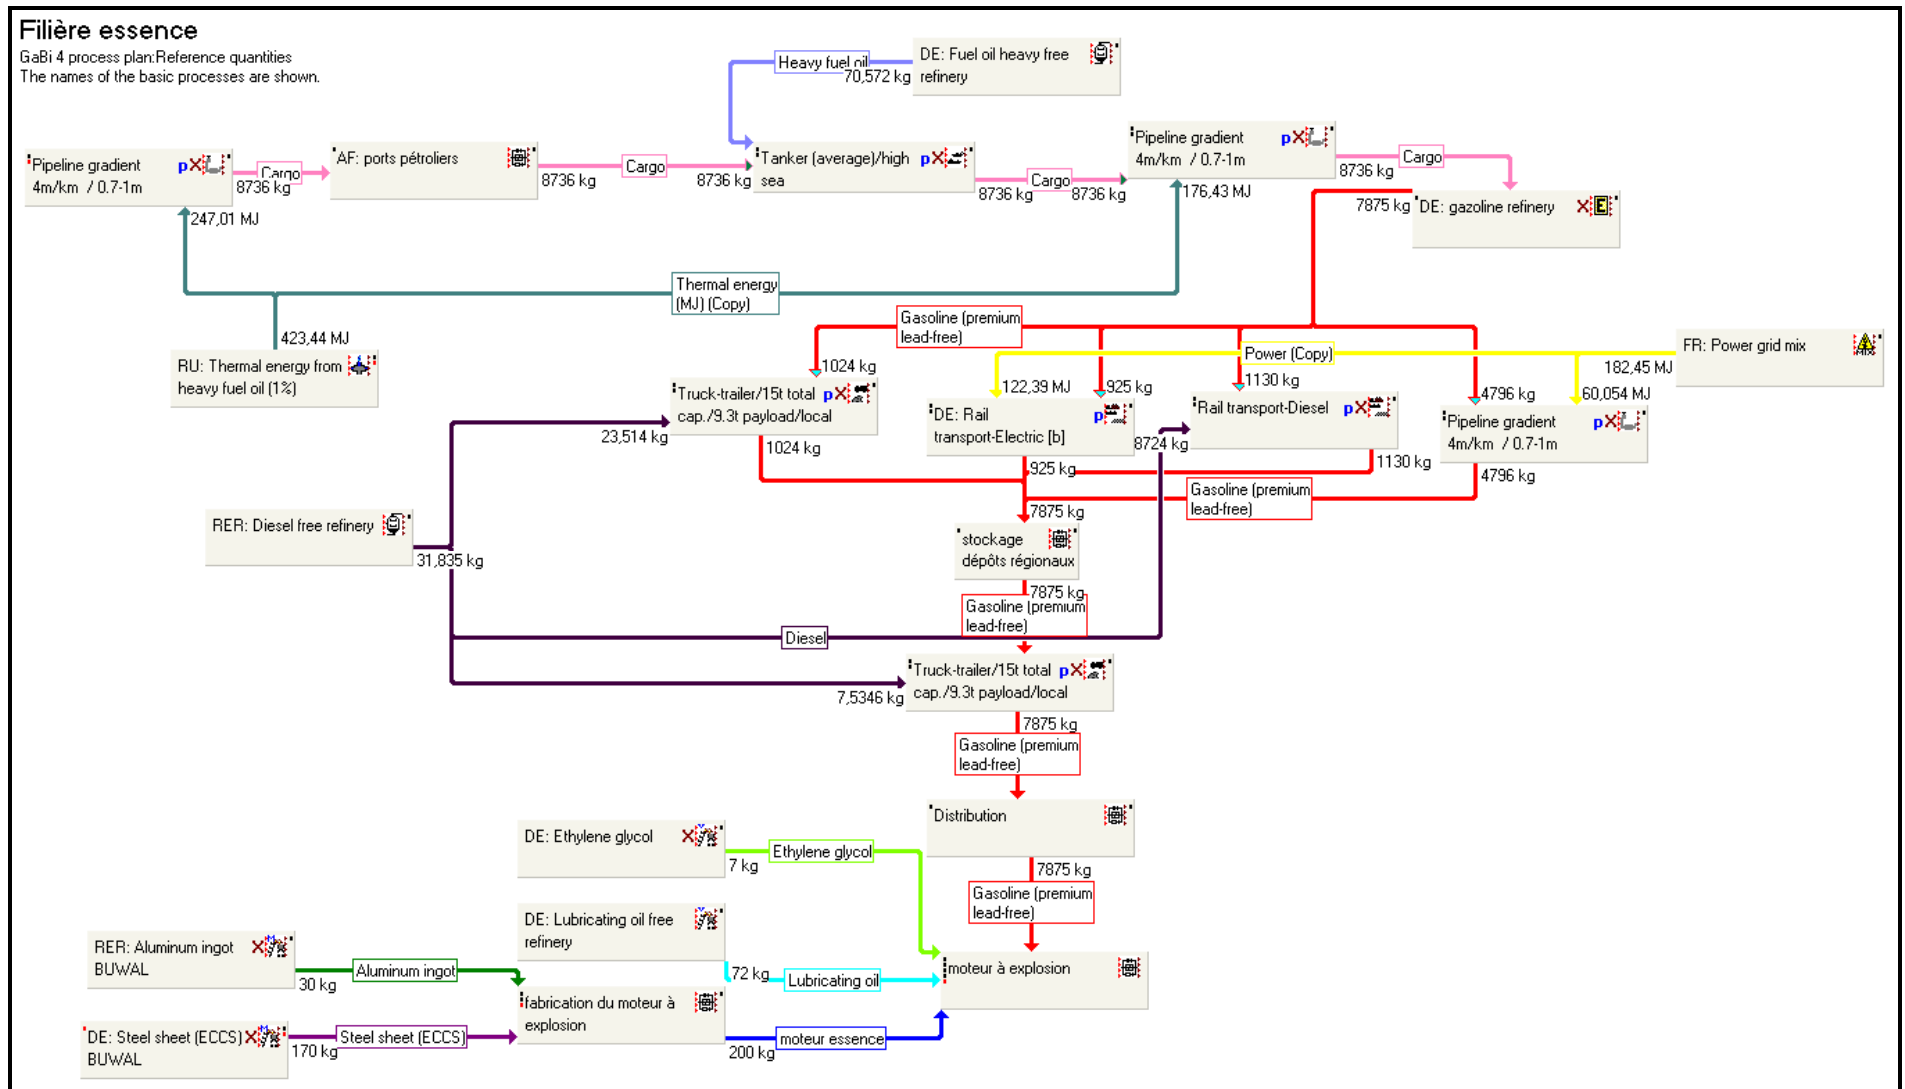 Filière essence
GaBi 4 process plan:Reference quantities
The names of the basic processes are shown.
Heavy fuel oil
70,572 kg
DE: Fuel oil heavy free
refinery
Pipeline gradient
4m/km / 0.7-1m
Cargo
8736 kg
AF: ports pétroliers
8736 kg
Cargo
8736 kg
Tanker (average)/high
sea
8736 kg
Cargo
8736 kg
Pipeline gradient
4m/km / 0.7-1m
8736 kg
Cargo
7875 kg
DE: gazoline refinery
247,01 MJ
176,43 MJ
Thermal energy
(MJ) (Copy)
423,44 MJ
RU: Thermal energy from
heavy fuel oil (1%)
Gasoline (premium
lead-free)
Power (Copy)
FR: Power grid mix
182,45 MJ
1024 kg
122,39 MJ
925 kg
1130 kg
4796 kg
60,054 MJ
Truck-trailer/15t total
cap./9.3t payload/local
DE: Rail
transport-Electric [b]
Rail transport-Diesel
Pipeline gradient
4m/km / 0.7-1m
23,514 kg
1024 kg
8724 kg
925 kg
1130 kg
4796 kg
Gasoline (premium
lead-free)
7875 kg
RER: Diesel free refinery
31,835 kg
stockage
dépôts régionaux
7875 kg
Gasoline (premium
lead-free)
Diesel
Truck-trailer/15t total
cap./9.3t payload/local
7,5346 kg
7875 kg
Gasoline (premium
lead-free)
Distribution
DE: Ethylene glycol
7 kg
Ethylene glycol
7875 kg
Gasoline (premium
lead-free)
DE: Lubricating oil free
refinery
72 kg
Lubricating oil
moteur à explosion
RER: Aluminum ingot
BUWAL
30 kg
Aluminum ingot
fabrication du moteur à
explosion
DE: Steel sheet (ECCS)
BUWAL
170 kg
Steel sheet (ECCS)
200 kg
moteur essence